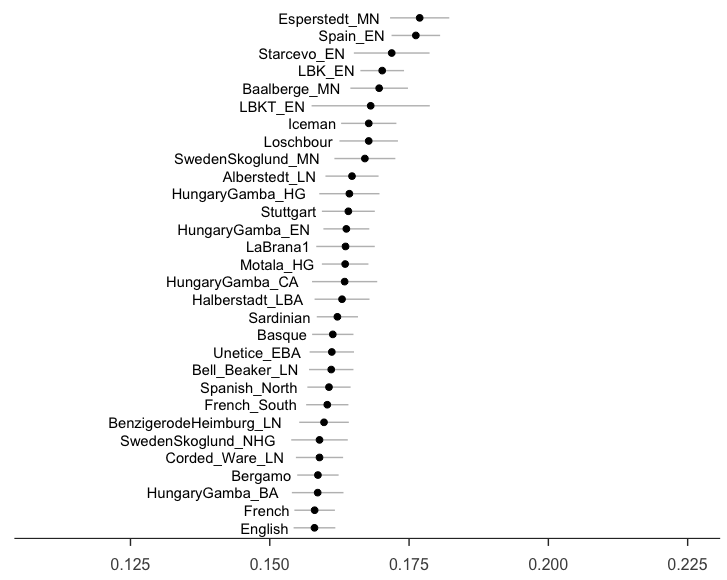 Esperstedt_MN
Spain_EN
Starcevo_EN
LBK_EN
Baalberge_MN
LBKT_EN
Iceman
Loschbour
SwedenSkoglund_MN
Alberstedt_LN
HungaryGamba_HG
Stuttgart
HungaryGamba_EN
LaBrana1
Motala_HG
HungaryGamba_CA
Halberstadt_LBA
Sardinian
Basque
Unetice_EBA
Bell_Beaker_LN
Spanish_North
French_South
BenzigerodeHeimburg_LN
SwedenSkoglund_NHG
Corded_Ware_LN
Bergamo
HungaryGamba_BA
French
English
0.125 0.150 0.175 0.200 0.225